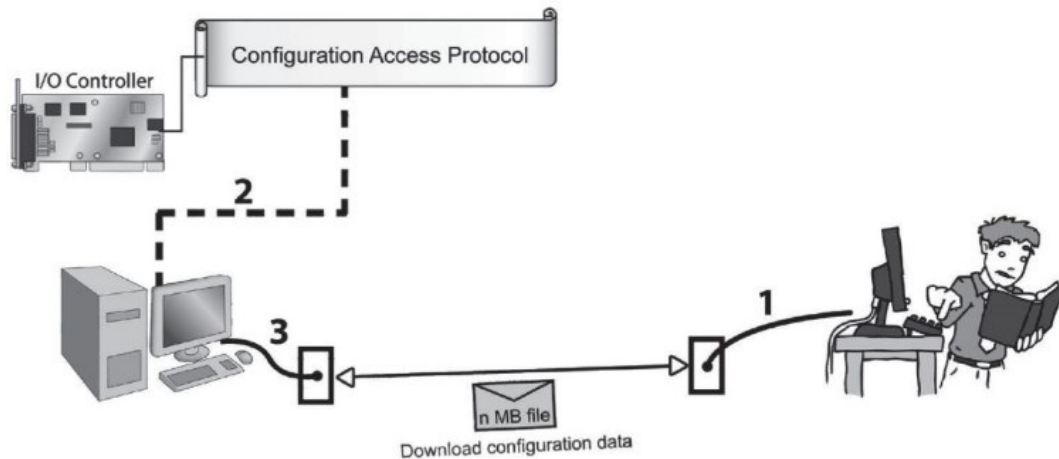 Configuration Access Protocol
I/O Controller
2
1
3
n MB file
Download configuration data